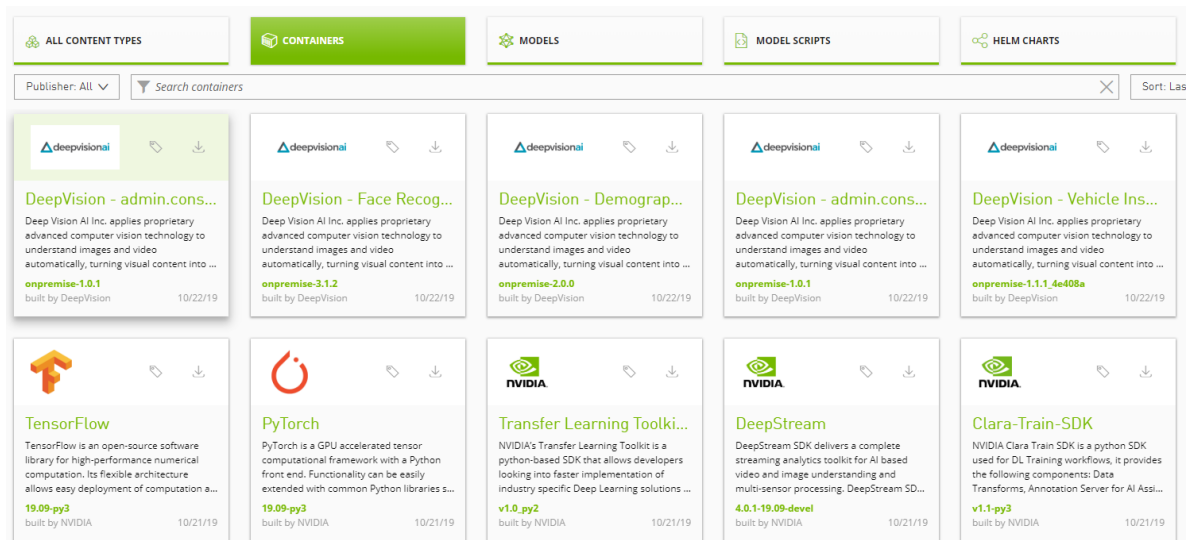 ALL CONTENT TYPES
CONTAINERS
MODELS
MODEL SCRIPTS
HELM CHARTS
Publisher: All
Search containers
Sort: Las
deepvisionai
DeepVision - admin.cons...
Deep Vision AI Inc. applies proprietary
advanced computer vision technology to
understand images and video
automatically, turning visual content into ...
onpremise-1.0.1
built by DeepVision 10/22/19
deepvisionai
DeepVision - Face Recog...
Deep Vision AI Inc. applies proprietary
advanced computer vision technology to
understand images and video
automatically, turning visual content into ...
onpremise-3.1.2
built by DeepVision 10/22/19
deepvisionai
DeepVision - Demograp...
Deep Vision AI Inc. applies proprietary
advanced computer vision technology to
understand images and video
automatically, turning visual content into ...
onpremise-2.0.0
built by DeepVision 10/22/19
deepvisionai
DeepVision - admin.cons...
Deep Vision AI Inc. applies proprietary
advanced computer vision technology to
understand images and video
automatically, turning visual content into ...
onpremise-1.0.1
built by DeepVision 10/22/19
deepvisionai
DeepVision - Vehicle Ins...
Deep Vision AI Inc. applies proprietary
advanced computer vision technology to
understand images and video
automatically, turning visual content into ...
onpremise-1.1.1_4e408a
built by DeepVision 10/22/19
TensorFlow
TensorFlow is an open-source software
library for high-performance numerical
computation. Its flexible architecture
allows easy deployment of computation a...
19.09-py3
built by NVIDIA 10/21/19
PyTorch
PyTorch is a GPU accelerated tensor
computational framework with a Python
front end. Functionality can be easily
extended with common Python libraries s...
19.09-py3
built by NVIDIA 10/21/19
NVIDIA.
Transfer Learning Toolki...
NVIDIA's Transfer Learning Toolkit is a
python-based SDK that allows developers
looking into faster implementation of
industry specific Deep Learning solutions ...
v1.0_py2
built by NVIDIA 10/21/19
NVIDIA.
DeepStream
DeepStream SDK delivers a complete
streaming analytics toolkit for AI based
video and image understanding and
multi-sensor processing. DeepStream SD...
4.0.1-19.09-devel
built by NVIDIA 10/21/19
NVIDIA.
Clara-Train-SDK
NVIDIA Clara Train SDK is a python SDK
used for DL Training workflows, it provides
the following components: Data
Transforms, Annotation Server for AI Assi...
v1.1-py3
built by NVIDIA 10/21/19